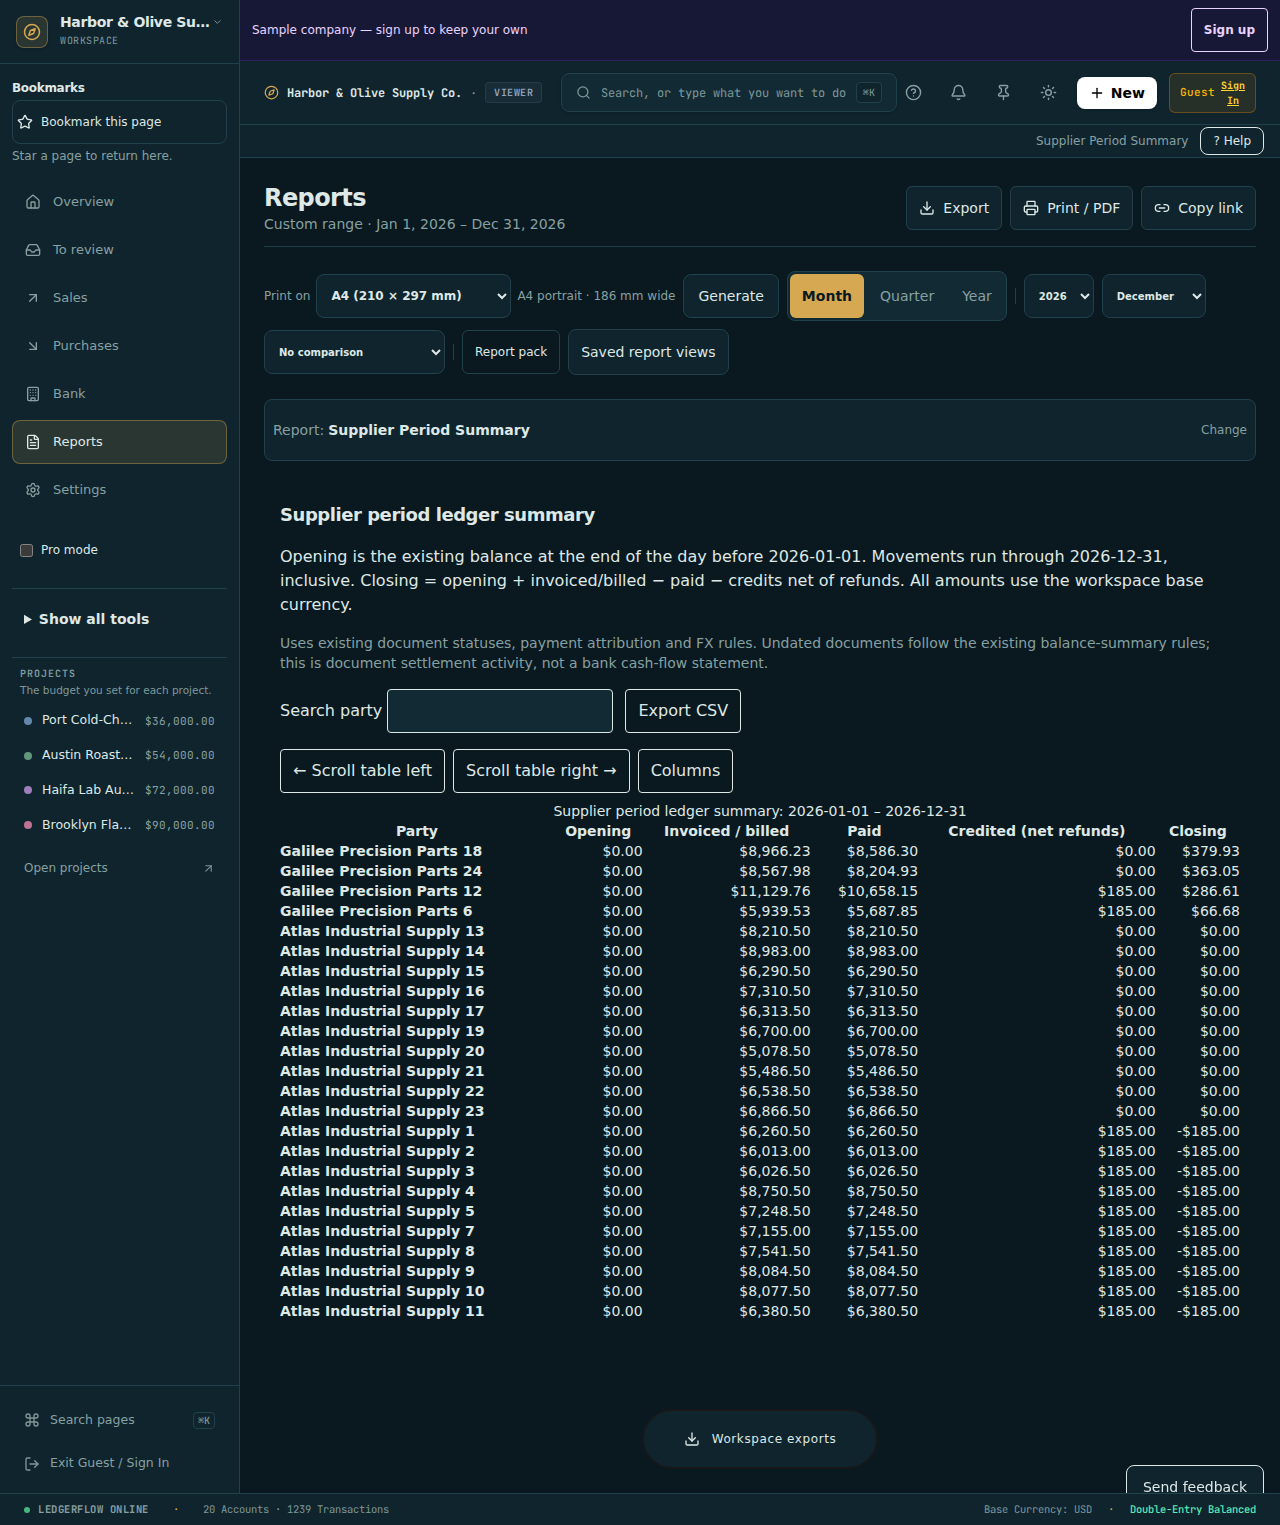 Harbor & Olive Su...
WORKSPACE
Bookmarks
Bookmark this page
Star a page to return here.
Overview
To review
Sales
Purchases
Bank
Reports
Settings
Pro mode
Show all tools
PROJECTS
The budget you set for each project.
Port Cold-Ch... $36,000.00
Austin Roast... $54,000.00
Haifa Lab Au... $72,000.00
Brooklyn Fla... $90,000.00
Open projects
Search pages ⌘K
Exit Guest / Sign In
Sample company — sign up to keep your own
Sign up
Harbor & Olive Supply Co. · VIEWER
Search, or type what you want to do ⌘K
New
Guest Sign In
Supplier Period Summary
? Help
Reports
Custom range · Jan 1, 2026 – Dec 31, 2026
Export
Print / PDF
Copy link
Print on A4 (210 × 297 mm) A4 portrait · 186 mm wide Generate Month Quarter Year 2026 December
No comparison Report pack Saved report views
Report: Supplier Period Summary Change
Supplier period ledger summary
Opening is the existing balance at the end of the day before 2026-01-01. Movements run through 2026-12-31,
inclusive. Closing = opening + invoiced/billed − paid − credits net of refunds. All amounts use the workspace base
currency.
Uses existing document statuses, payment attribution and FX rules. Undated documents follow the existing balance-summary rules;
this is document settlement activity, not a bank cash-flow statement.
Search party
Export CSV
← Scroll table left Scroll table right → Columns
Supplier period ledger summary: 2026-01-01 – 2026-12-31
Party Opening Invoiced / billed Paid Credited (net refunds) Closing
Galilee Precision Parts 18 $0.00 $8,966.23 $8,586.30 $0.00 $379.93
Galilee Precision Parts 24 $0.00 $8,567.98 $8,204.93 $0.00 $363.05
Galilee Precision Parts 12 $0.00 $11,129.76 $10,658.15 $185.00 $286.61
Galilee Precision Parts 6 $0.00 $5,939.53 $5,687.85 $185.00 $66.68
Atlas Industrial Supply 13 $0.00 $8,210.50 $8,210.50 $0.00 $0.00
Atlas Industrial Supply 14 $0.00 $8,983.00 $8,983.00 $0.00 $0.00
Atlas Industrial Supply 15 $0.00 $6,290.50 $6,290.50 $0.00 $0.00
Atlas Industrial Supply 16 $0.00 $7,310.50 $7,310.50 $0.00 $0.00
Atlas Industrial Supply 17 $0.00 $6,313.50 $6,313.50 $0.00 $0.00
Atlas Industrial Supply 19 $0.00 $6,700.00 $6,700.00 $0.00 $0.00
Atlas Industrial Supply 20 $0.00 $5,078.50 $5,078.50 $0.00 $0.00
Atlas Industrial Supply 21 $0.00 $5,486.50 $5,486.50 $0.00 $0.00
Atlas Industrial Supply 22 $0.00 $6,538.50 $6,538.50 $0.00 $0.00
Atlas Industrial Supply 23 $0.00 $6,866.50 $6,866.50 $0.00 $0.00
Atlas Industrial Supply 1 $0.00 $6,260.50 $6,260.50 $185.00 -$185.00
Atlas Industrial Supply 2 $0.00 $6,013.00 $6,013.00 $185.00 -$185.00
Atlas Industrial Supply 3 $0.00 $6,026.50 $6,026.50 $185.00 -$185.00
Atlas Industrial Supply 4 $0.00 $8,750.50 $8,750.50 $185.00 -$185.00
Atlas Industrial Supply 5 $0.00 $7,248.50 $7,248.50 $185.00 -$185.00
Atlas Industrial Supply 7 $0.00 $7,155.00 $7,155.00 $185.00 -$185.00
Atlas Industrial Supply 8 $0.00 $7,541.50 $7,541.50 $185.00 -$185.00
Atlas Industrial Supply 9 $0.00 $8,084.50 $8,084.50 $185.00 -$185.00
Atlas Industrial Supply 10 $0.00 $8,077.50 $8,077.50 $185.00 -$185.00
Atlas Industrial Supply 11 $0.00 $6,380.50 $6,380.50 $185.00 -$185.00
Workspace exports
Send feedback
LEDGERFLOW ONLINE · 20 Accounts · 1239 Transactions
Base Currency: USD · Double-Entry Balanced